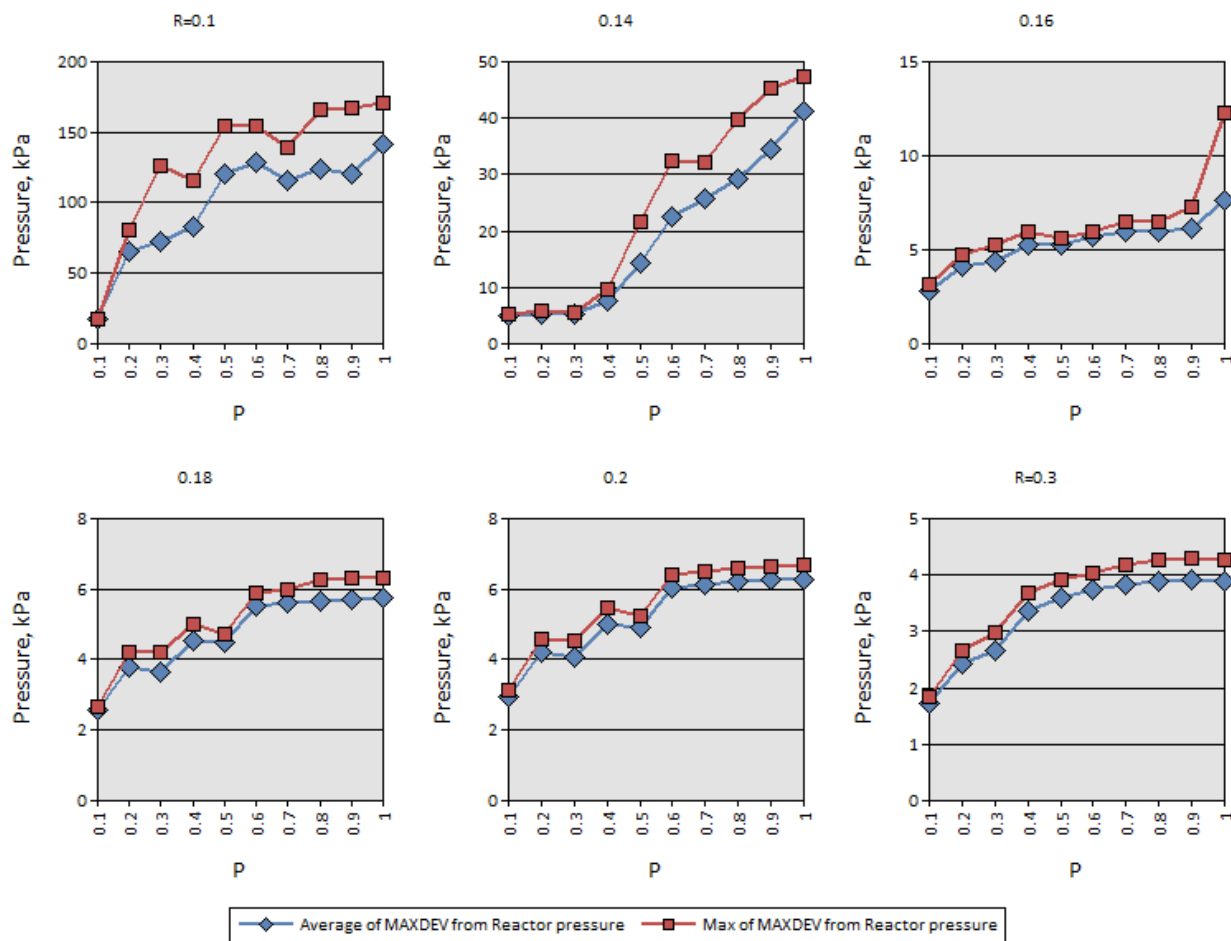 R=0.1
0.14
0.16
200
150
100
50
0
Pressure, kPa
0.1 0.2 0.3 0.4 0.5 0.6 0.7 0.8 0.9 1
P
50
40
30
20
10
0
Pressure, kPa
0.1 0.2 0.3 0.4 0.5 0.6 0.7 0.8 0.9 1
P
15
10
5
0
Pressure, kPa
0.1 0.2 0.3 0.4 0.5 0.6 0.7 0.8 0.9 1
P
0.18
0.2
R=0.3
8
6
4
2
0
Pressure, kPa
0.1 0.2 0.3 0.4 0.5 0.6 0.7 0.8 0.9 1
P
8
6
4
2
0
Pressure, kPa
0.1 0.2 0.3 0.4 0.5 0.6 0.7 0.8 0.9 1
P
5
4
3
2
1
0
Pressure, kPa
0.1 0.2 0.3 0.4 0.5 0.6 0.7 0.8 0.9 1
P
Average of MAXDEV from Reactor pressure
Max of MAXDEV from Reactor pressure